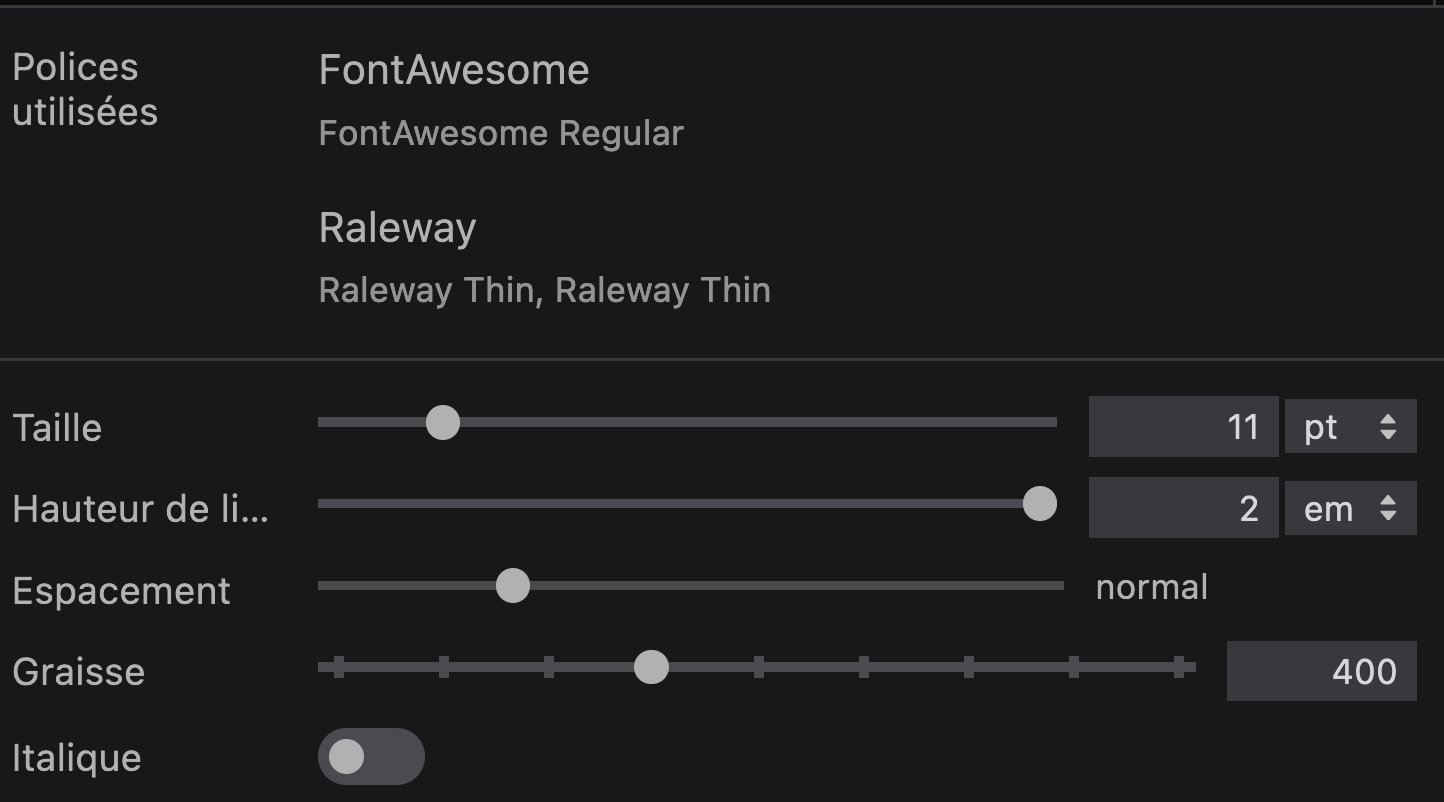 Polices
utilisées
FontAwesome
FontAwesome Regular
Raleway
Raleway Thin, Raleway Thin
Taille 11 pt
Hauteur de li... 2 em
Espacement normal
Graisse 400
Italique